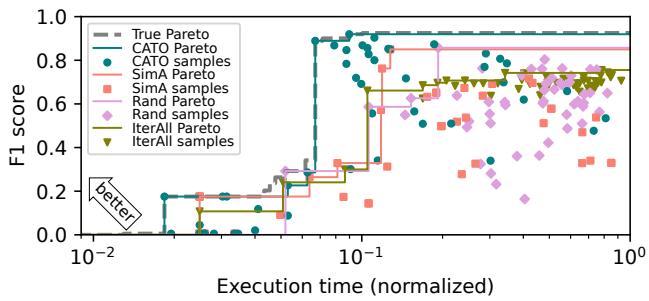 1.0
0.8
0.6
0.4
0.2
0.0
F1 score
True Pareto
CATO Pareto
CATO samples
SimA Pareto
SimA samples
Rand Pareto
Rand samples
IterAll Pareto
IterAll samples
better
10⁻² 10⁻¹ 10⁰
Execution time (normalized)